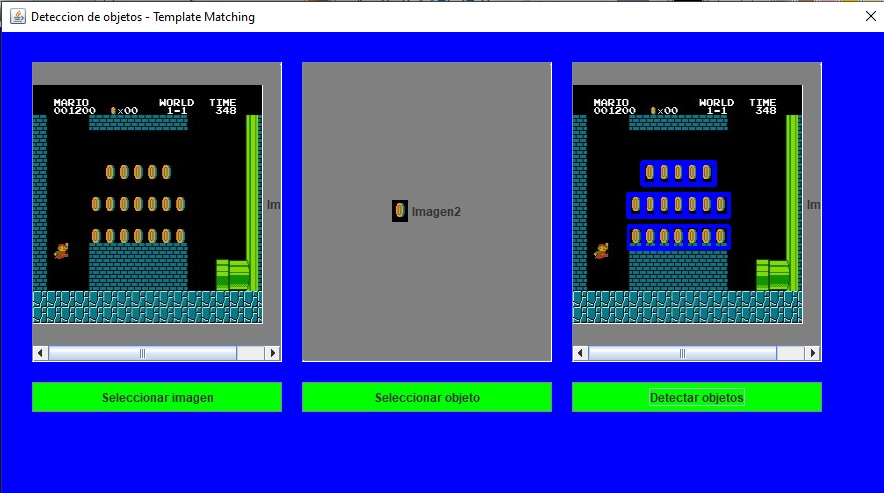 Deteccion de objetos - Template Matching
MARIO WORLD TIME
001200 ×00 1-1 348
Im
Imagen2
MARIO WORLD TIME
001200 ×00 1-1 348
Im
Seleccionar imagen
Seleccionar objeto
Detectar objetos